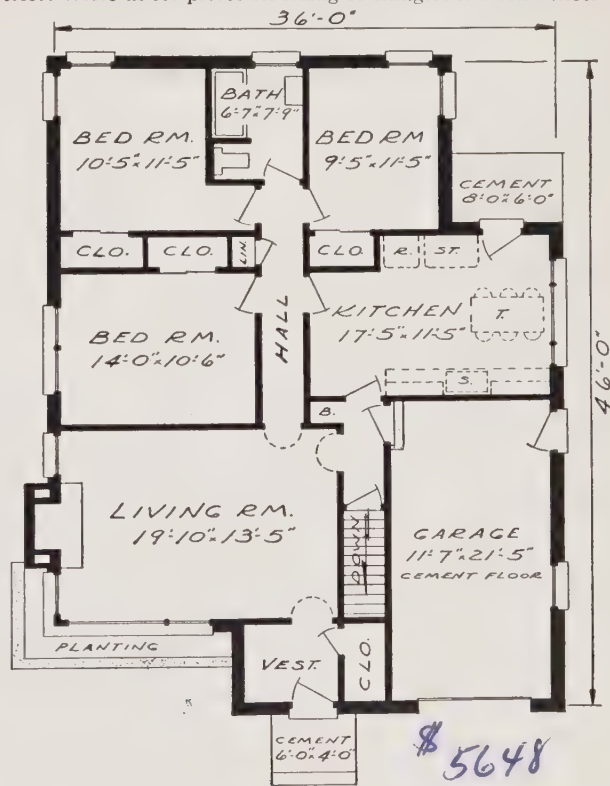 36'-0"
BATH
6'-7"x7'-9"
BED RM.
10'-5"x11'-5"
BED RM
9'-5"x11'-5"
CEMENT
8'-0"x6'-0"
CLO.
CLO.
LIN.
CLO.
R.
ST.
HALL
KITCHEN
17'-5"x11'-5"
T.
BED RM.
14'-0"x10'-6"
S.
B.
46'-0"
LIVING RM.
19'-10"x13'-5"
DOWN
GARAGE
11'-7"x21'-5"
CEMENT FLOOR
PLANTING
VEST.
CLO.
CEMENT
6'-0"x4'-0"
$ 5648